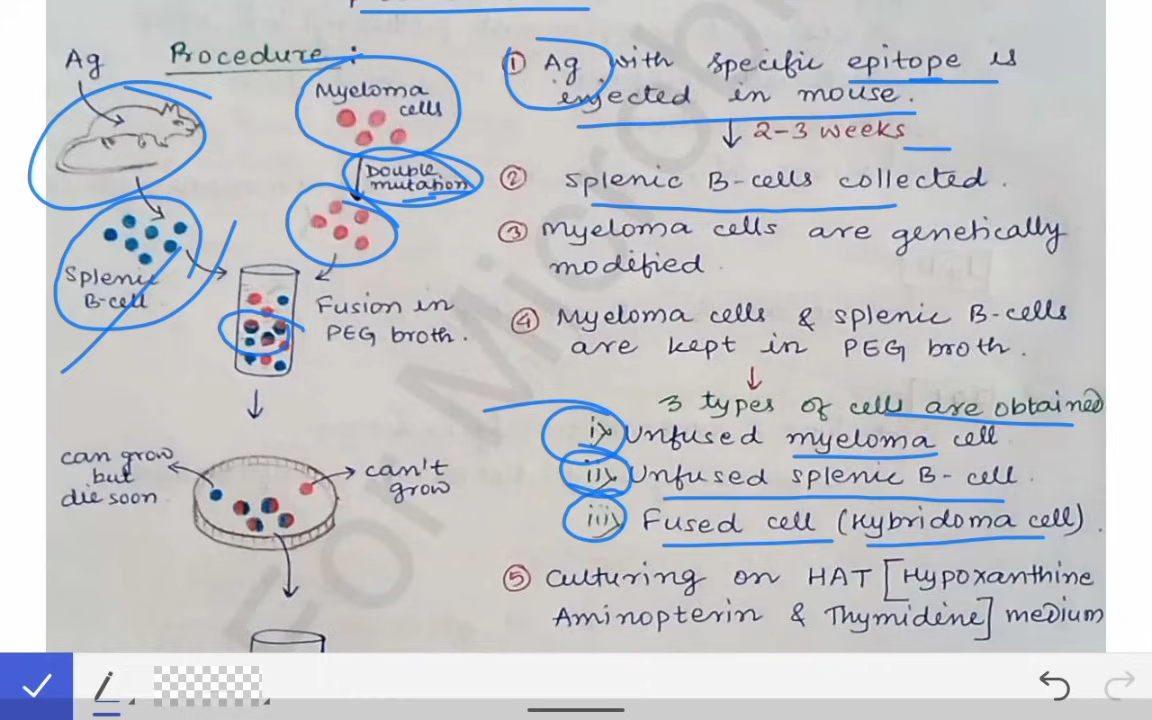 Procedure :
Ag
Myeloma
cells
Double
mutation
Splenic
B-cell
Fusion in
PEG broth.
can grow
but
die soon
can't
grow
① Ag with specific epitope is
injected in mouse.
↓ 2-3 weeks
② Splenic B-cells collected.
③ Myeloma cells are genetically
modified.
④ Myeloma cells & splenic B-cells
are kept in PEG broth.
↓
3 types of cells are obtained
i> Unfused myeloma cell
ii> Unfused splenic B-cell.
iii> Fused cell (Hybridoma cell).
⑤ Culturing on HAT [Hypoxanthine
Aminopterin & Thymidine] medium